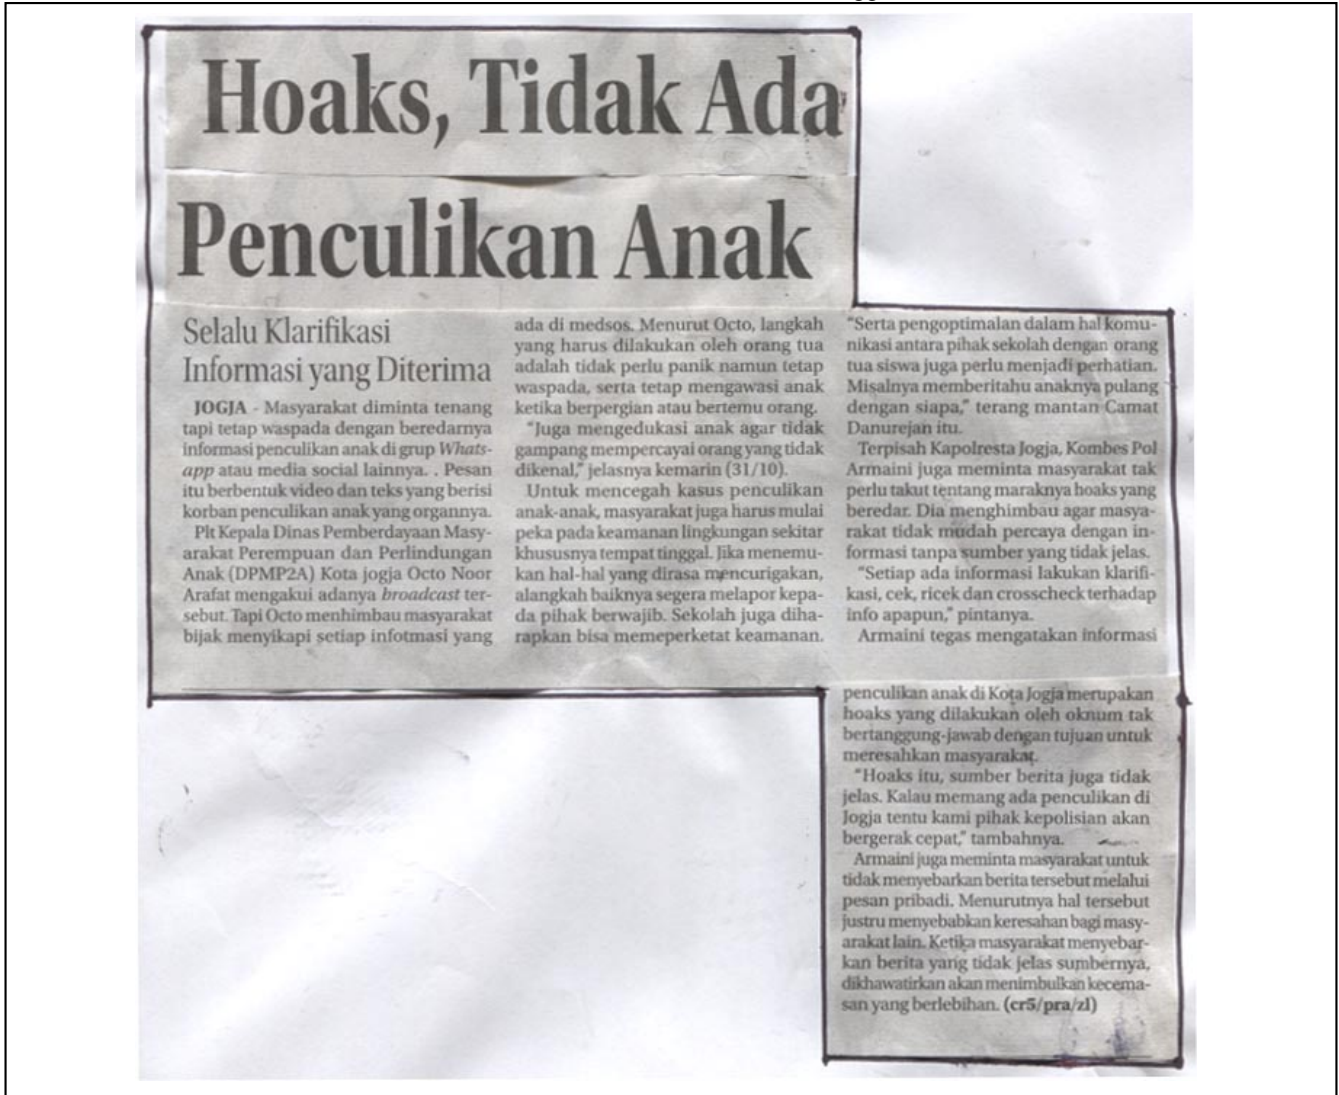 Hoaks, Tidak Ada
Penculikan Anak
Selalu Klarifikasi
Informasi yang Diterima
JOGJA - Masyarakat diminta tenang
tapi tetap waspada dengan beredarnya
informasi penculikan anak di grup Whats-
app atau media social lainnya. . Pesan
itu berbentuk video dan teks yang berisi
korban penculikan anak yang organnya.
Plt Kepala Dinas Pemberdayaan Masy-
arakat Perempuan dan Perlindungan
Anak (DPMP2A) Kota jogja Octo Noor
Arafat mengakui adanya broadcast ter-
sebut. Tapi Octo menhimbau masyarakat
bijak menyikapi setiap infotmasi yang
ada di medsos. Menurut Octo, langkah
yang harus dilakukan oleh orang tua
adalah tidak perlu panik namun tetap
waspada, serta tetap mengawasi anak
ketika berpergian atau bertemu orang.
"Juga mengedukasi anak agar tidak
gampang mempercayai orang yang tidak
dikenal," jelasnya kemarin (31/10).
Untuk mencegah kasus penculikan
anak-anak, masyarakat juga harus mulai
peka pada keamanan lingkungan sekitar
khususnya tempat tinggal. Jika menemu-
kan hal-hal yang dirasa mencurigakan,
alangkah baiknya segera melapor kepa-
da pihak berwajib. Sekolah juga diha-
rapkan bisa memeperketat keamanan.
"Serta pengoptimalan dalam hal komu-
nikasi antara pihak sekolah dengan orang
tua siswa juga perlu menjadi perhatian.
Misalnya memberitahu anaknya pulang
dengan siapa," terang mantan Camat
Danurejan itu.
Terpisah Kapolresta Jogja, Kombes Pol
Armaini juga meminta masyarakat tak
perlu takut tentang maraknya hoaks yang
beredar. Dia menghimbau agar masya-
rakat tidak mudah percaya dengan in-
formasi tanpa sumber yang tidak jelas.
"Setiap ada informasi lakukan klarifi-
kasi, cek, ricek dan crosscheck terhadap
info apapun," pintanya.
Armaini tegas mengatakan informasi
penculikan anak di Kota Jogja merupakan
hoaks yang dilakukan oleh oknum tak
bertanggung-jawab dengan tujuan untuk
meresahkan masyarakat.
"Hoaks itu, sumber berita juga tidak
jelas. Kalau memang ada penculikan di
Jogja tentu kami pihak kepolisian akan
bergerak cepat," tambahnya.
Armaini juga meminta masyarakat untuk
tidak menyebarkan berita tersebut melalui
pesan pribadi. Menurutnya hal tersebut
justru menyebabkan keresahan bagi masy-
arakat lain. Ketika masyarakat menyebar-
kan berita yang tidak jelas sumbernya,
dikhawatirkan akan menimbulkan kecema-
san yang berlebihan. (cr5/pra/zl)